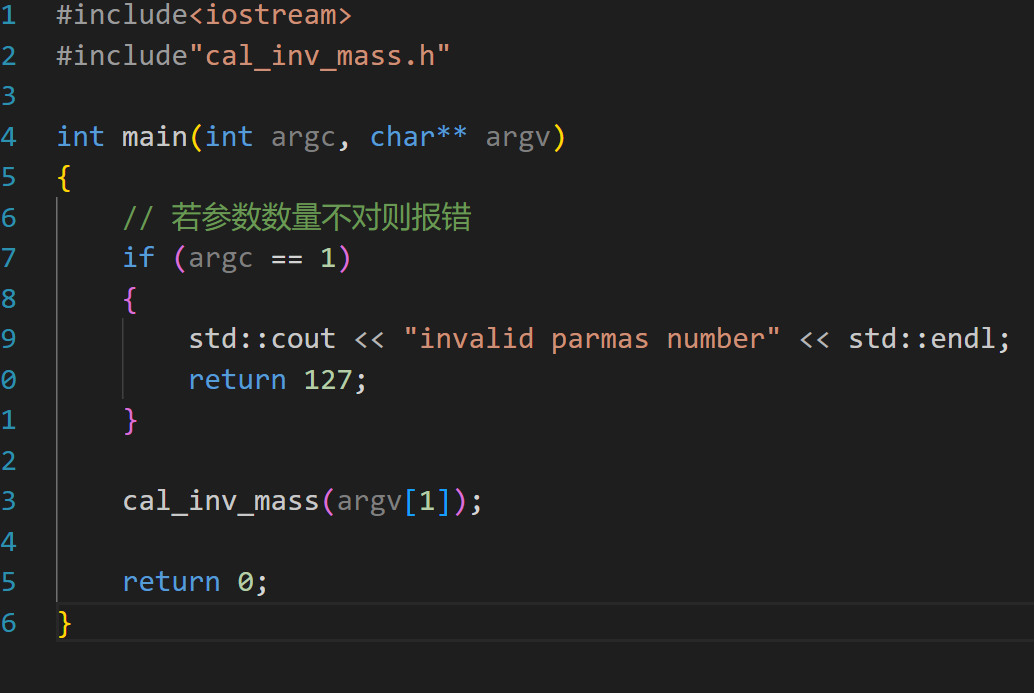 1 #include<iostream>
2 #include"cal_inv_mass.h"
3
4 int main(int argc, char** argv)
5 {
6 // 若参数数量不对则报错
7 if (argc == 1)
8 {
9 std::cout << "invalid parmas number" << std::endl;
0 return 127;
1 }
2
3 cal_inv_mass(argv[1]);
4
5 return 0;
6 }